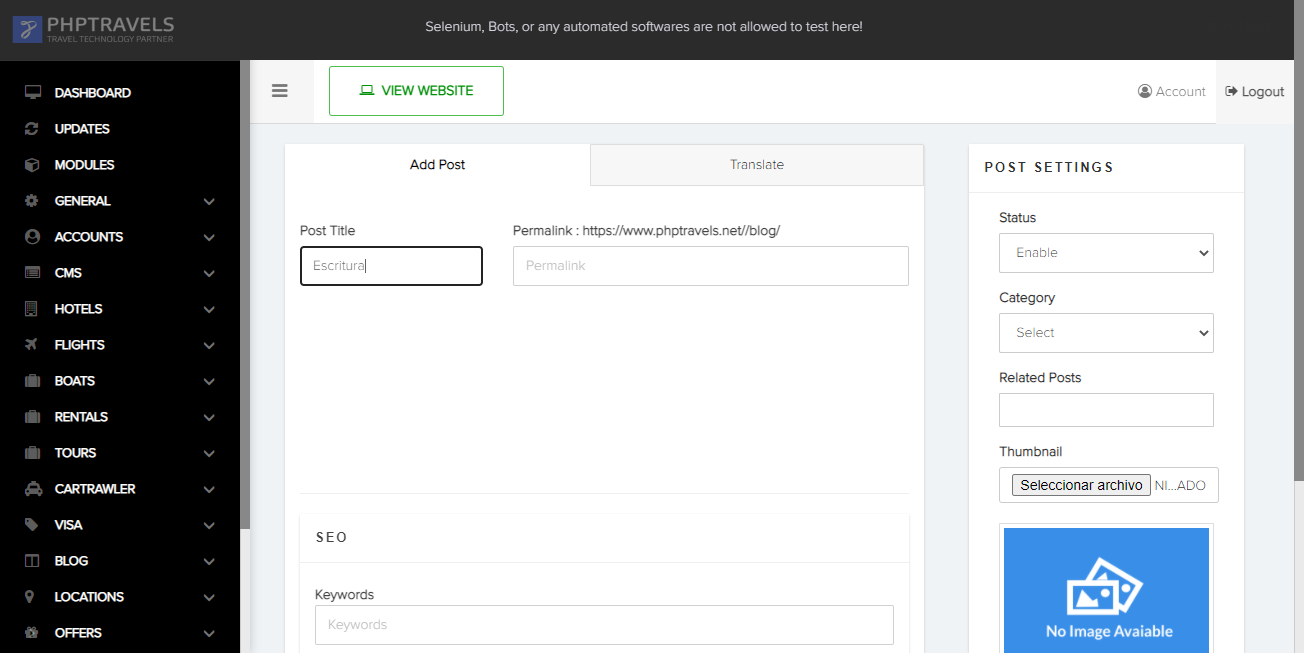 PHPTRAVELS
TRAVEL TECHNOLOGY PARTNER
Selenium, Bots, or any automated softwares are not allowed to test here!
DASHBOARD
UPDATES
MODULES
GENERAL
ACCOUNTS
CMS
HOTELS
FLIGHTS
BOATS
RENTALS
TOURS
CARTRAWLER
VISA
BLOG
LOCATIONS
OFFERS
VIEW WEBSITE
Account
Logout
Add Post
Translate
Post Title
Escritura
Permalink : https://www.phptravels.net//blog/
Permalink
SEO
Keywords
Keywords
POST SETTINGS
Status
Enable
Category
Select
Related Posts
Thumbnail
Seleccionar archivo NI...ADO
No Image Avaiable